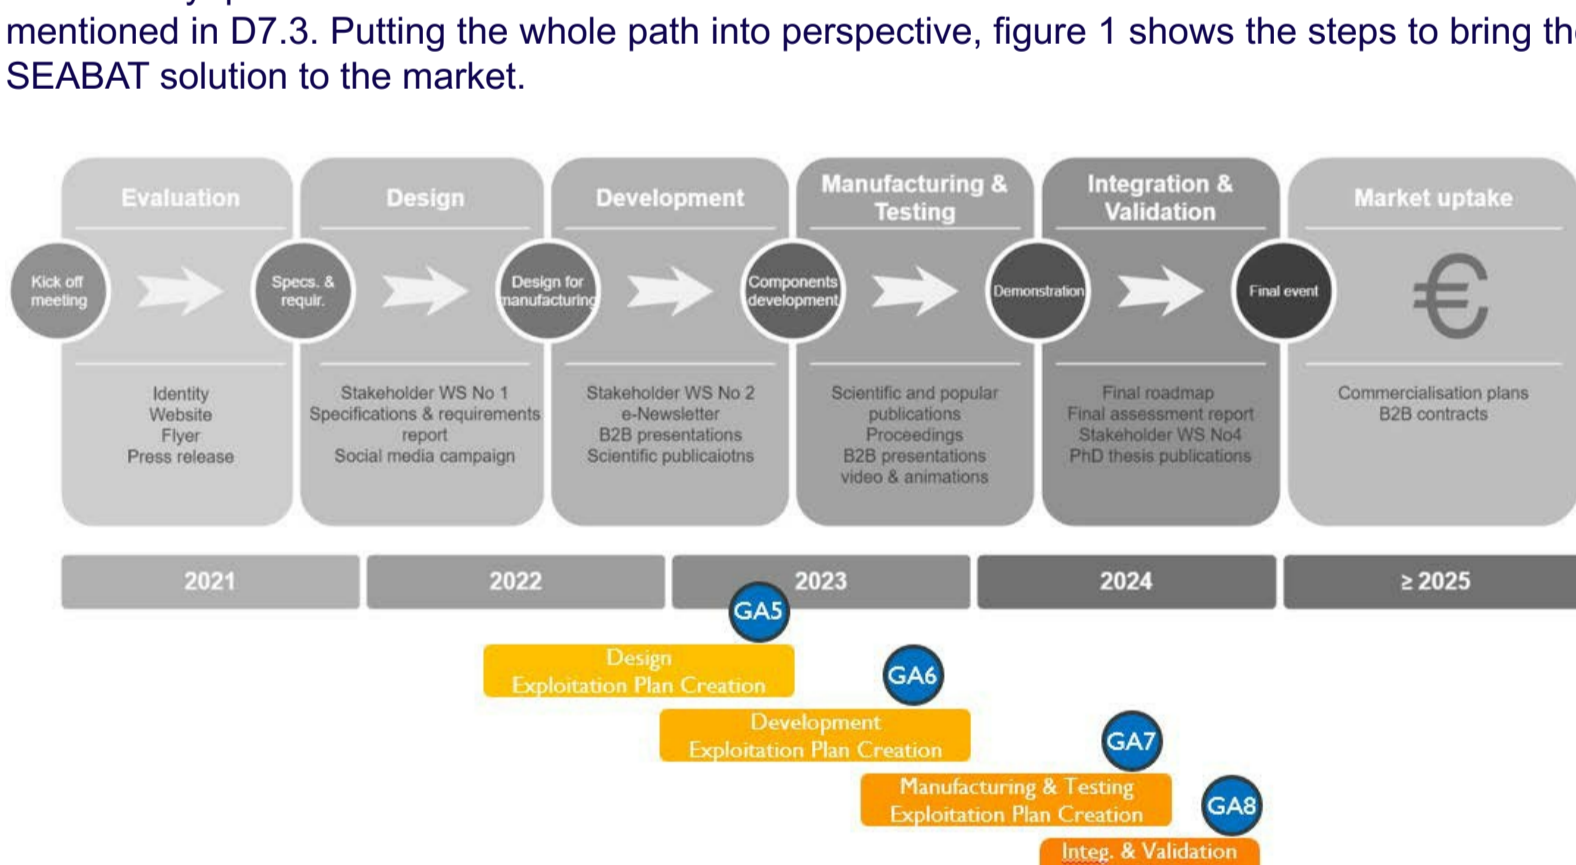 mentioned in D7.3. Putting the whole path into perspective, figure 1 shows the steps to bring
SEABAT solution to the market.
Evaluation
Design
Development
Manufacturing &
Testing
Integration &
Validation
Market uptake
Kick off
meeting
Specs. &
requir.
Design for
manufacturing
Components
development
Demonstration
Final event
€
Identity
Website
Flyer
Press release
Stakeholder WS No 1
Specifications & requirements
report
Social media campaign
Stakeholder WS No 2
e-Newsletter
B2B presentations
Scientific publicaiotns
Scientific and popular
publications
Proceedings
B2B presentations
video & animations
Final roadmap
Final assessment report
Stakeholder WS No4
PhD thesis publications
Commercialisation plans
B2B contracts
2021
2022
2023
2024
≥ 2025
GA5
Design
Exploitation Plan Creation
GA6
Development
Exploitation Plan Creation
GA7
Manufacturing & Testing
Exploitation Plan Creation
GA8
Integ. & Validation